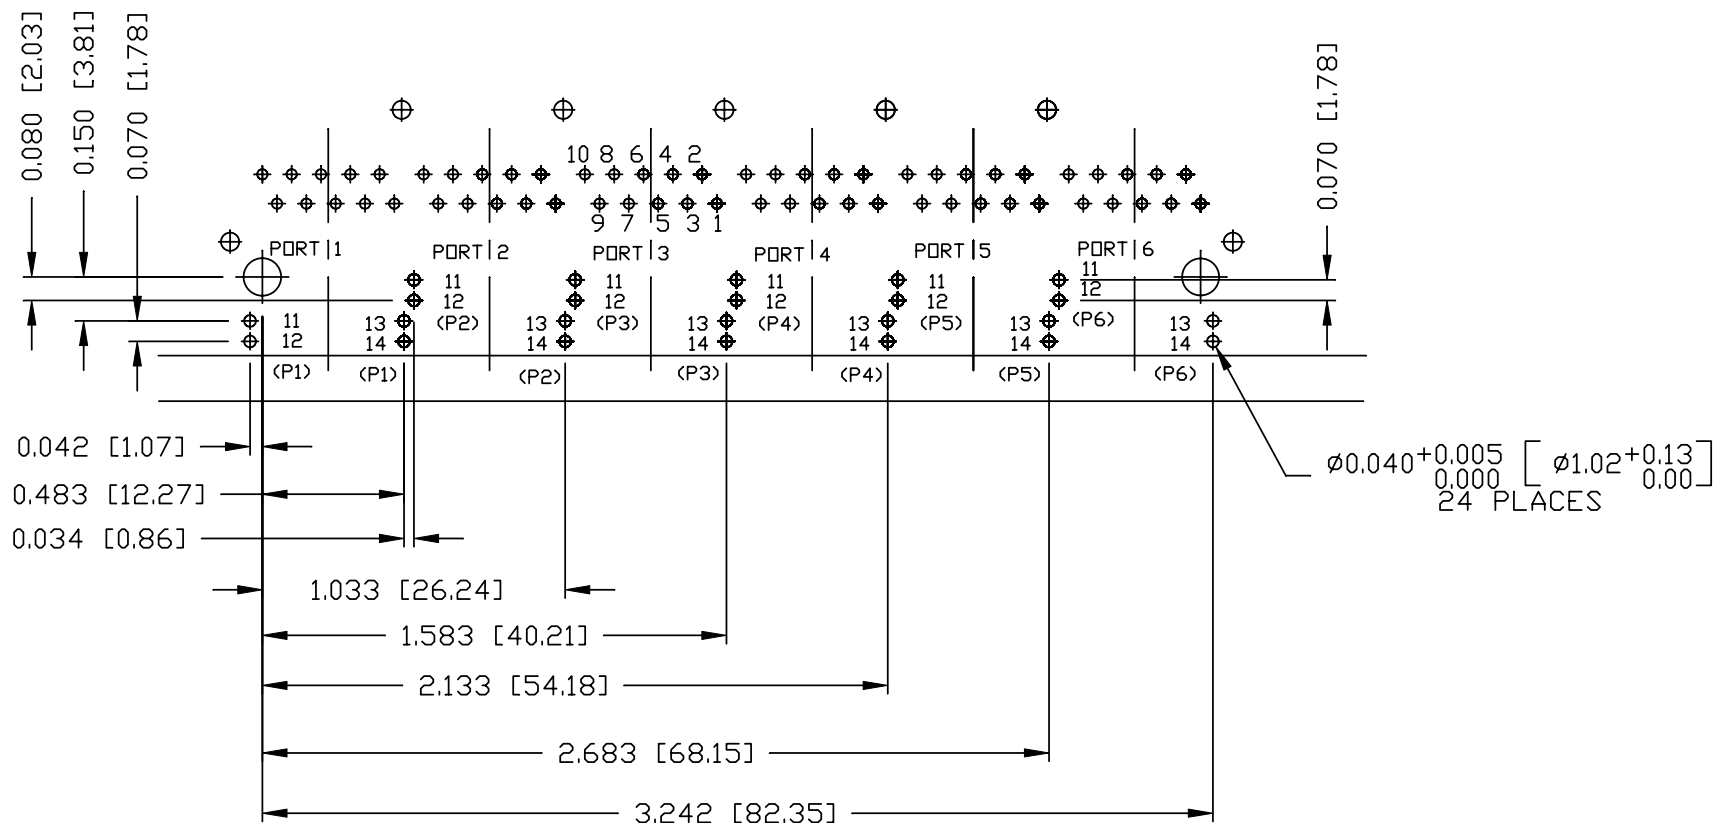 0.080 [2.03]
0.150 [3.81]
0.070 [1.78]
0.070 [1.78]
10 8 6 4 2
9 7 5 3 1
PORT 1
PORT 2
PORT 3
PORT 4
PORT 5
PORT 6
11 11 11 11 11
12 12 12 12 12
(P2) (P3) (P4) (P5) (P6)
11 13 13 13 13 13 13
12 14 14 14 14 14 14
(P1) (P1) (P2) (P3) (P4) (P5) (P6)
0.042 [1.07]
0.483 [12.27]
0.034 [0.86]
1.033 [26.24]
1.583 [40.21]
2.133 [54.18]
2.683 [68.15]
3.242 [82.35]
ø0.040 +0.005 [ ø1.02 +0.13 ]
0.000 0.00
24 PLACES